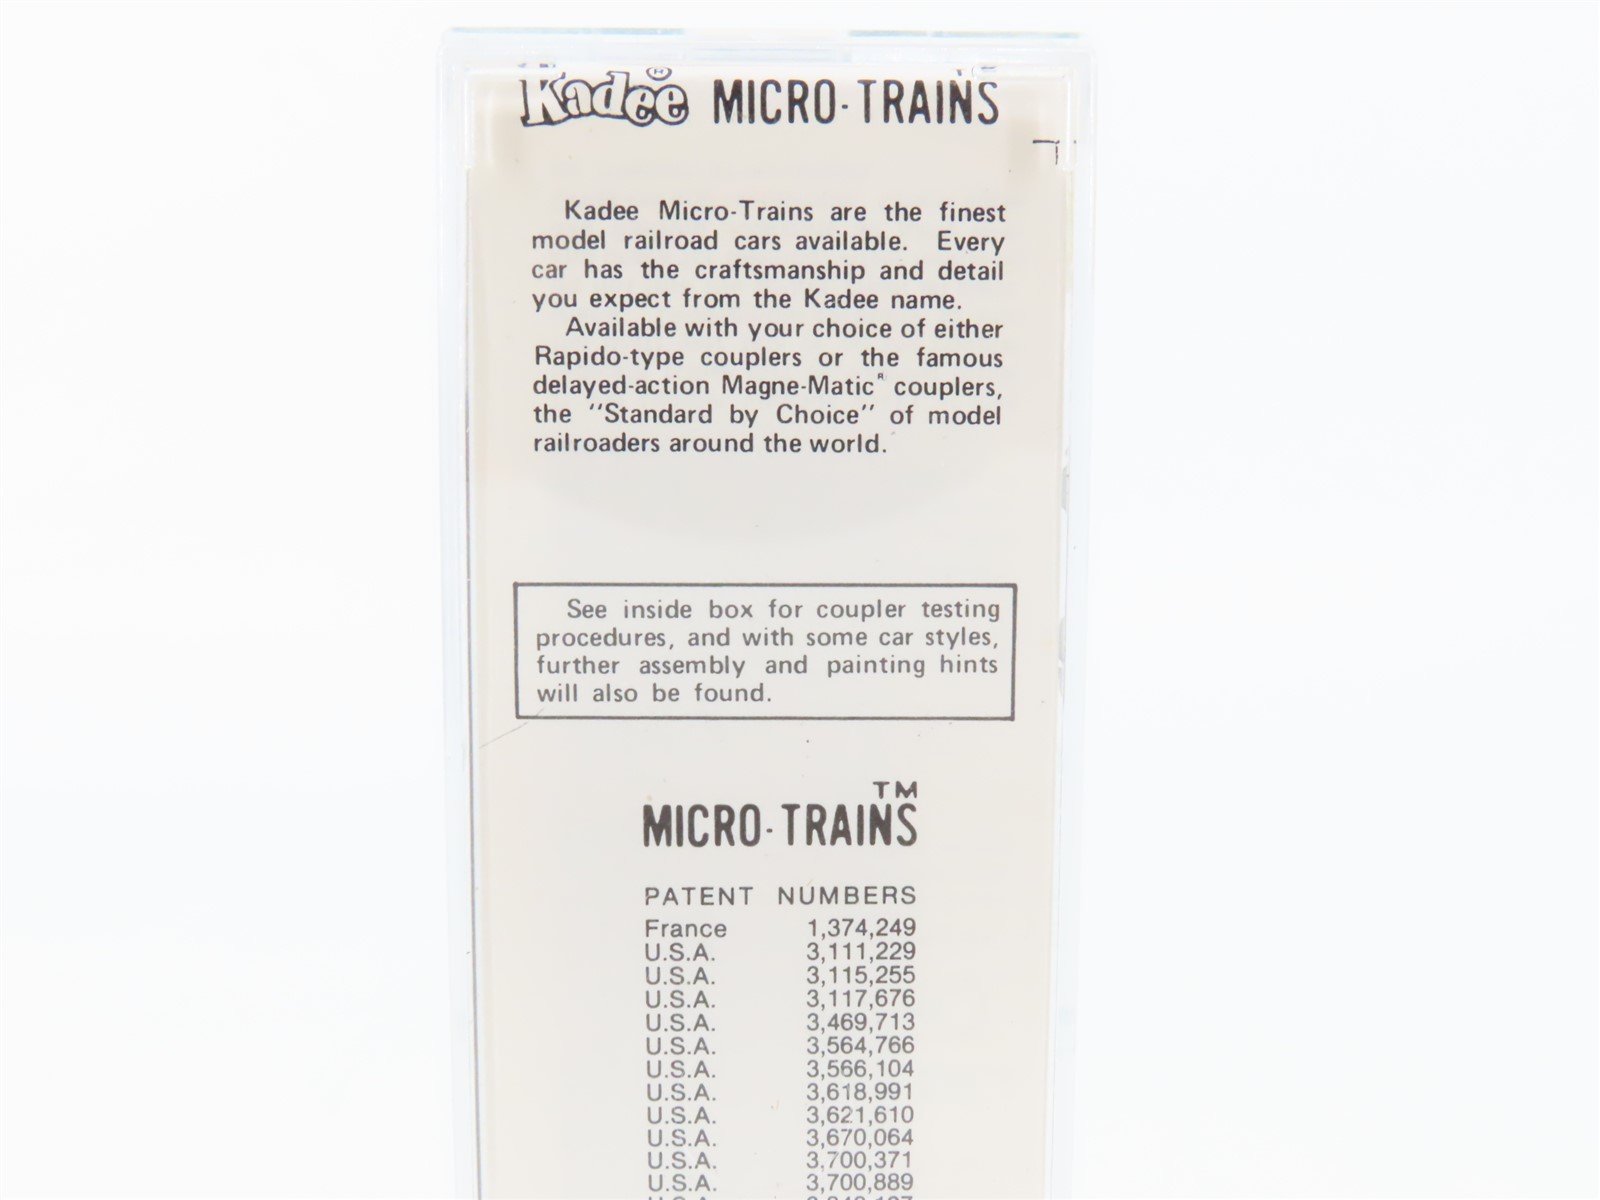 Kadee® MICRO-TRAINS
Kadee Micro-Trains are the finest
model railroad cars available. Every
car has the craftsmanship and detail
you expect from the Kadee name.
Available with your choice of either
Rapido-type couplers or the famous
delayed-action Magne-Matic® couplers,
the "Standard by Choice" of model
railroaders around the world.
See inside box for coupler testing
procedures, and with some car styles,
further assembly and painting hints
will also be found.
MICRO-TRAINS™
PATENT NUMBERS
France 1,374,249
U.S.A. 3,111,229
U.S.A. 3,115,255
U.S.A. 3,117,676
U.S.A. 3,469,713
U.S.A. 3,564,766
U.S.A. 3,566,104
U.S.A. 3,618,991
U.S.A. 3,621,610
U.S.A. 3,670,064
U.S.A. 3,700,371
U.S.A. 3,700,889